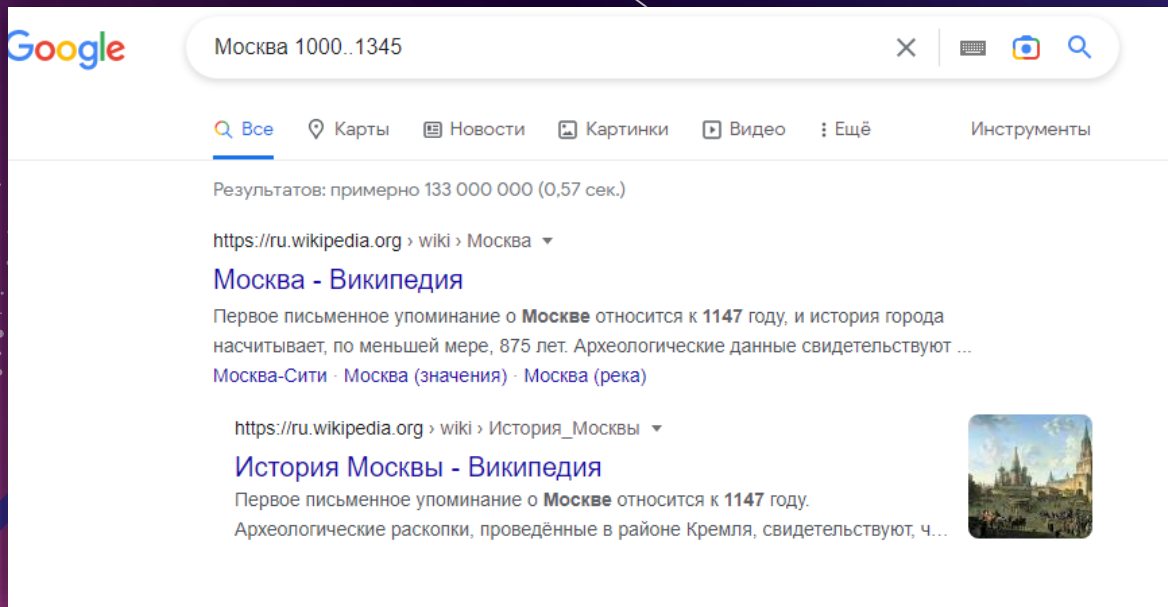 Google
Москва 1000..1345
Все Карты Новости Картинки Видео Ещё Инструменты
Результатов: примерно 133 000 000 (0,57 сек.)
https://ru.wikipedia.org › wiki › Москва
Москва - Википедия
Первое письменное упоминание о Москве относится к 1147 году, и история города
насчитывает, по меньшей мере, 875 лет. Археологические данные свидетельствуют ...
Москва-Сити · Москва (значения) · Москва (река)
https://ru.wikipedia.org › wiki › История_Москвы
История Москвы - Википедия
Первое письменное упоминание о Москве относится к 1147 году.
Археологические раскопки, проведённые в районе Кремля, свидетельствуют, ч...